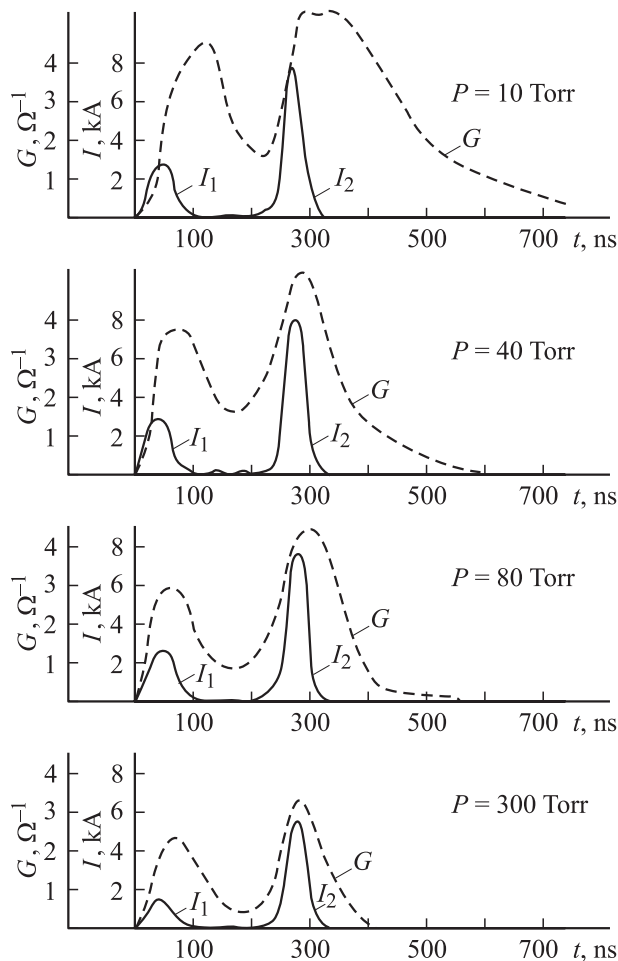 G, Ω⁻¹
I, kA
4 8
3 6
2 4
1 2
P = 10 Torr
G
I₁
I₂
100 300 500 700 t, ns
G, Ω⁻¹
I, kA
4 8
3 6
2 4
1 2
P = 40 Torr
G
I₁
I₂
100 300 500 700 t, ns
G, Ω⁻¹
I, kA
4 8
3 6
2 4
1 2
P = 80 Torr
G
I₁
I₂
100 300 500 700 t, ns
G, Ω⁻¹
I, kA
4 8
3 6
2 4
1 2
P = 300 Torr
G
I₁
I₂
100 300 500 700 t, ns